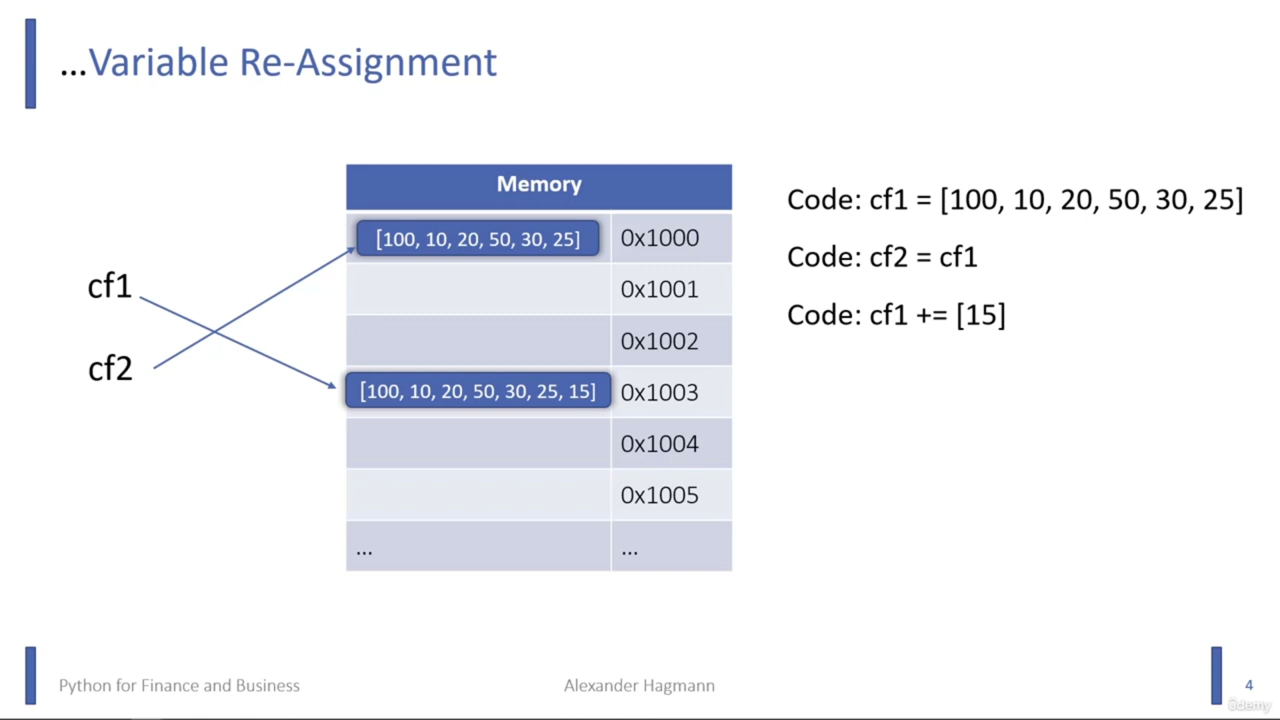 ...Variable Re-Assignment
cf1
cf2
Memory
[100, 10, 20, 50, 30, 25] 0x1000
0x1001
0x1002
[100, 10, 20, 50, 30, 25, 15] 0x1003
0x1004
0x1005
... ...
Code: cf1 = [100, 10, 20, 50, 30, 25]
Code: cf2 = cf1
Code: cf1 += [15]
Python for Finance and Business
Alexander Hagmann
4
ûdemy